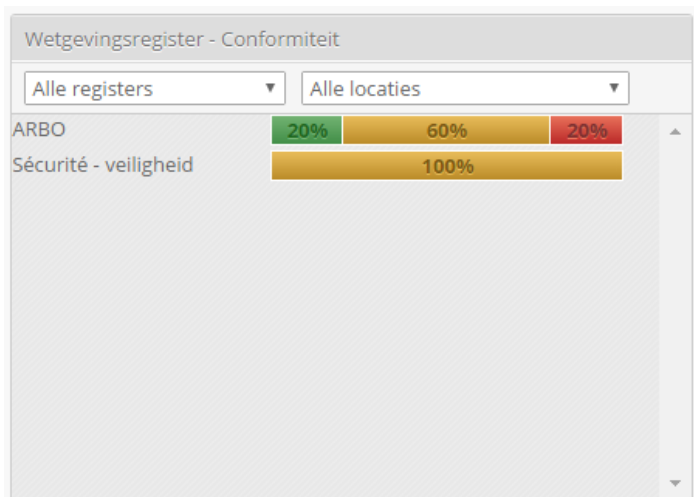 Wetgevingsregister - Conformiteit
Alle registers Alle locaties
ARBO 20% 60% 20%
Sécurité - veiligheid 100%